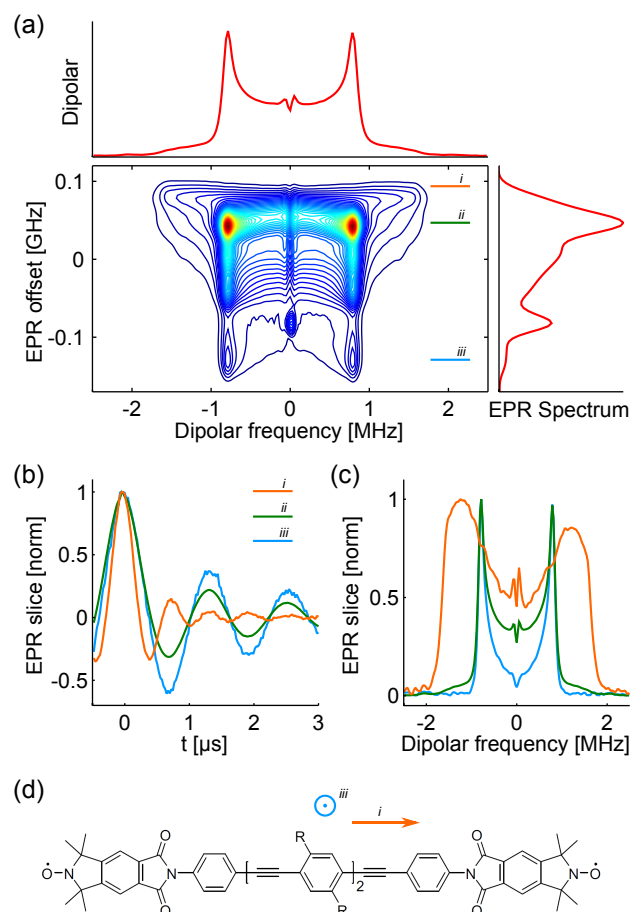 (a)
Dipolar
0.1
0
-0.1
EPR offset [GHz]
i
ii
iii
-2 -1 0 1 2
Dipolar frequency [MHz]
EPR Spectrum
(b)
1
0.5
0
-0.5
EPR slice [norm]
i
ii
iii
0 1 2 3
t [µs]
(c)
1
0.5
0
EPR slice [norm]
-2 0 2
Dipolar frequency [MHz]
(d)
iii
i
O N O N O R R 2 O N O N O